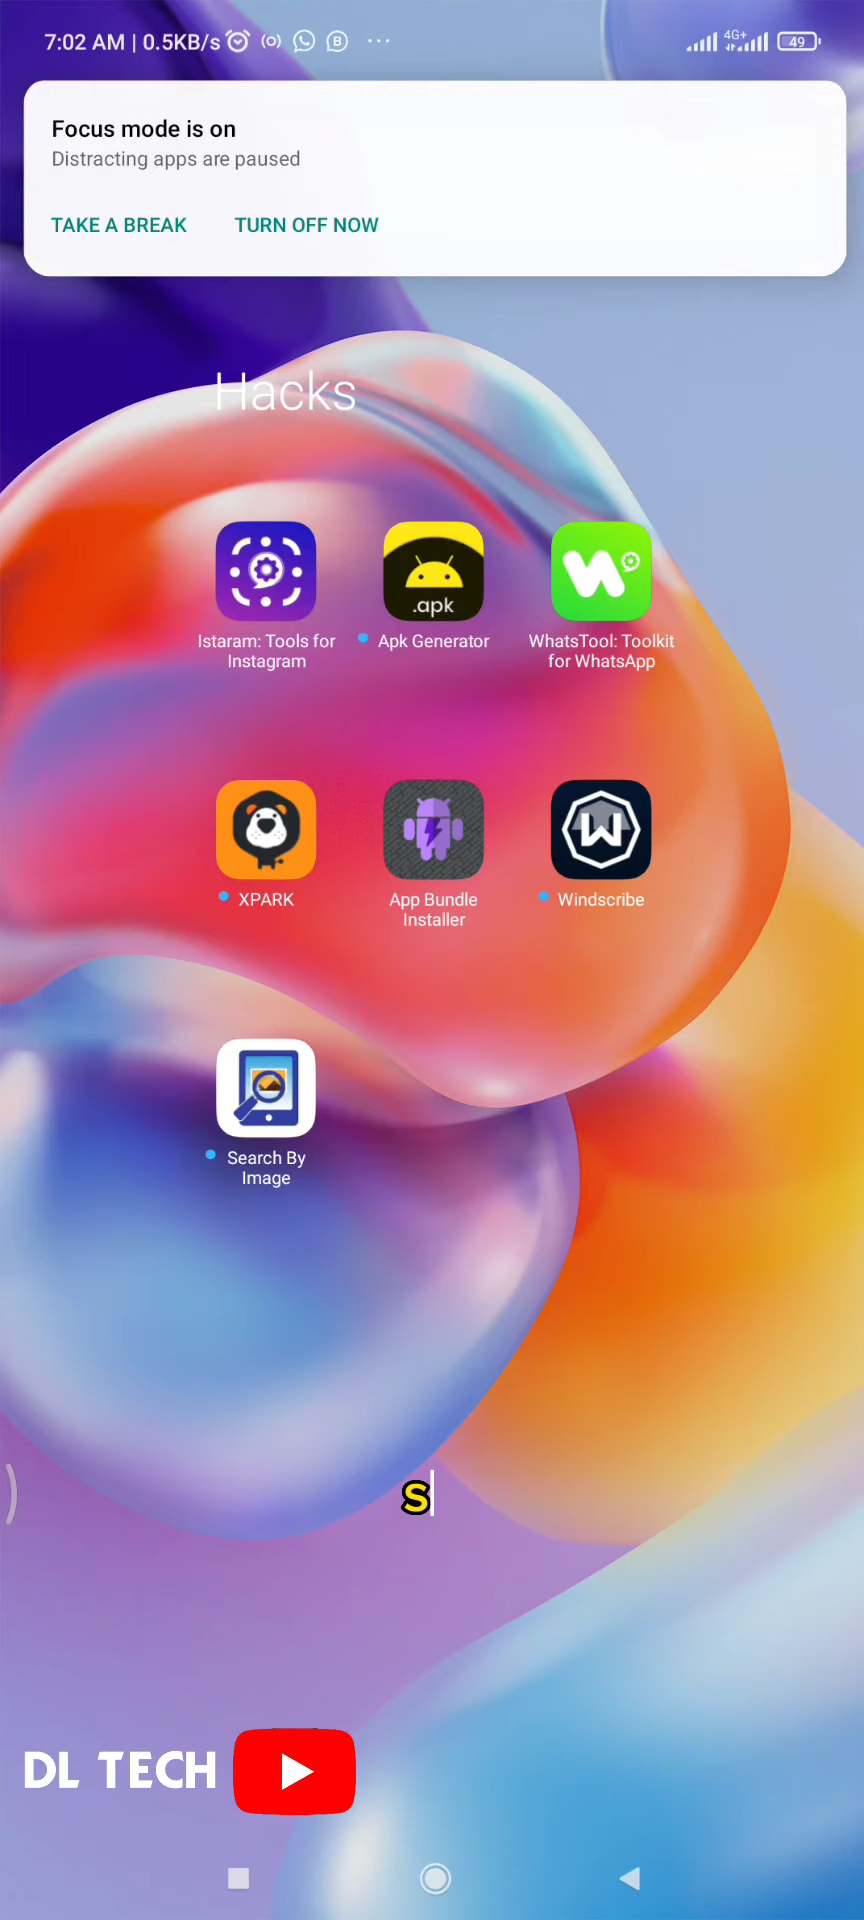 7:02 AM | 0.5KB/s
B
...
4G+
49
Focus mode is on
Distracting apps are paused
TAKE A BREAK TURN OFF NOW
Hacks
.apk
Istaram: Tools for
Instagram
Apk Generator
WhatsTool: Toolkit
for WhatsApp
W
XPARK
App Bundle
Installer
Windscribe
Search By
Image
S
DL TECH